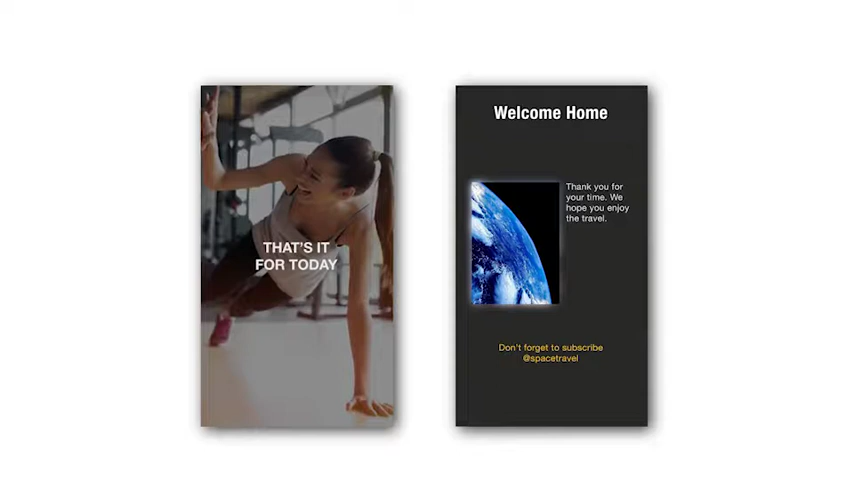 THAT'S IT
FOR TODAY
Welcome Home
Thank you for
your time. We
hope you enjoy
the travel.
Don't forget to subscribe
@spacetravel